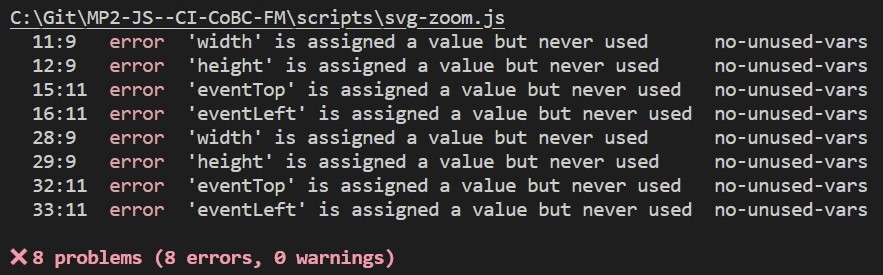 C:\Git\MP2-JS--CI-CoBC-FM\scripts\svg-zoom.js
11:9 error 'width' is assigned a value but never used no-unused-vars
12:9 error 'height' is assigned a value but never used no-unused-vars
15:11 error 'eventTop' is assigned a value but never used no-unused-vars
16:11 error 'eventLeft' is assigned a value but never used no-unused-vars
28:9 error 'width' is assigned a value but never used no-unused-vars
29:9 error 'height' is assigned a value but never used no-unused-vars
32:11 error 'eventTop' is assigned a value but never used no-unused-vars
33:11 error 'eventLeft' is assigned a value but never used no-unused-vars
❌ 8 problems (8 errors, 0 warnings)